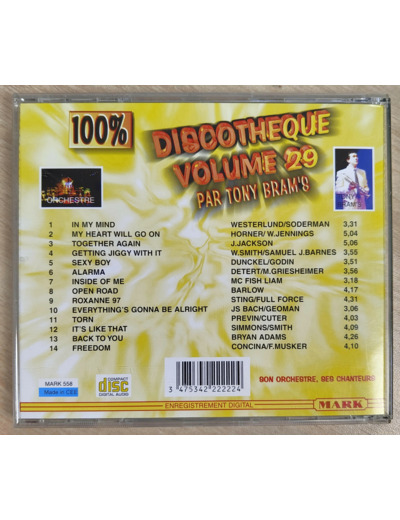 100%
DISCOTHEQUE
VOLUME 29
PAR TONY BRAM'S
ORCHESTRE
TONY
BRAM'S
1 IN MY MIND WESTERLUND/SODERMAN 3,31
2 MY HEART WILL GO ON HORNER/ W.JENNINGS 5,04
3 TOGETHER AGAIN J.JACKSON 5,06
4 GETTING JIGGY WITH IT W.SMITH/SAMUEL J.BARNES 3,55
5 SEXY BOY DUNCKEL/GODIN 3,51
6 ALARMA DETERT/M.GRIESHEIMER 3,56
7 INSIDE OF ME MC FISH LIAM 3,18
8 OPEN ROAD BARLOW 4,17
9 ROXANNE 97 STING/FULL FORCE 4,31
10 EVERYTHING'S GONNA BE ALRIGHT JS BACH/GEOMAN 3,06
11 TORN PREVIN/CUTER 4,03
12 IT'S LIKE THAT SIMMONS/SMITH 4,09
13 BACK TO YOU BRYAN ADAMS 4,26
14 FREEDOM CONCINA/F.MUSKER 4,10
MARK 558
Made in CEE
COMPACT
disc
DIGITAL AUDIO
3 475342 222224
SON ORCHESTRE, SES CHANTEURS
ENREGISTREMENT DIGITAL
MARK